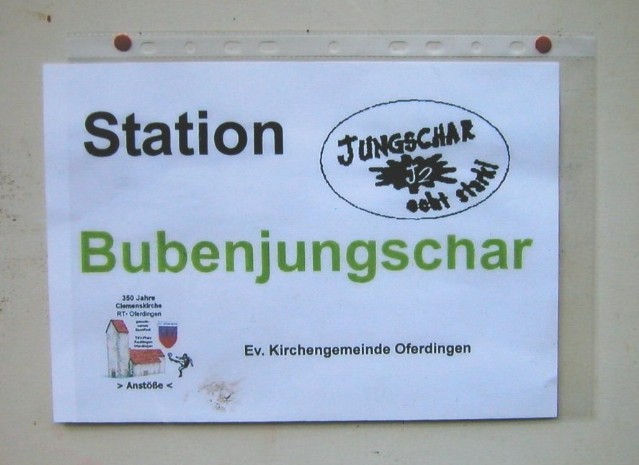 Station
JUNGSCHAR
J2
echt stark!
Bubenjungschar
350 Jahre
Clemenskirche
RT- Oferdingen
> Anstöße <
Ev. Kirchengemeinde Oferdingen